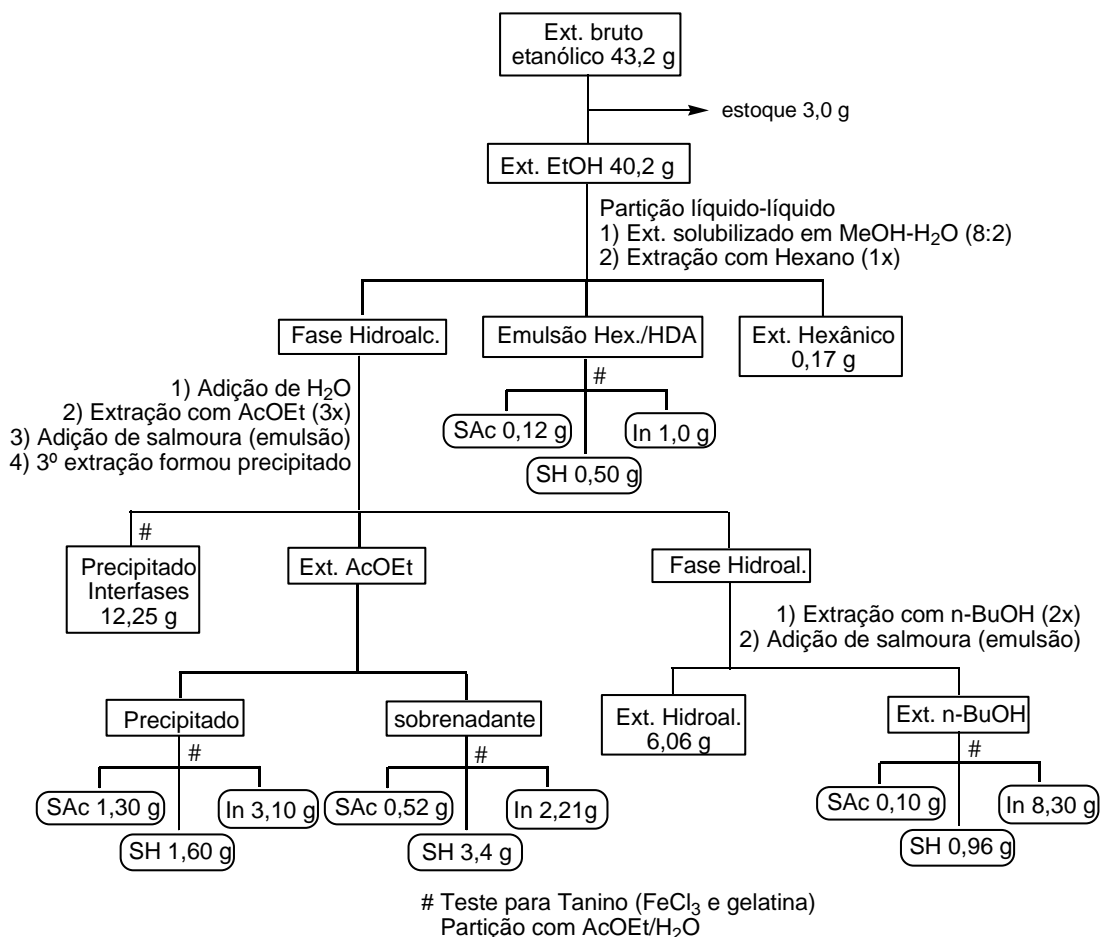 Ext. bruto
etanólico 43,2 g
estoque 3,0 g
Ext. EtOH 40,2 g
Partição líquido-líquido
1) Ext. solubilizado em MeOH-H₂O (8:2)
2) Extração com Hexano (1x)
Fase Hidroalc.
Emulsão Hex./HDA
Ext. Hexânico
0,17 g
#
SAc 0,12 g
In 1,0 g
SH 0,50 g
1) Adição de H₂O
2) Extração com AcOEt (3x)
3) Adição de salmoura (emulsão)
4) 3º extração formou precipitado
#
Precipitado
Interfases
12,25 g
Ext. AcOEt
Fase Hidroal.
1) Extração com n-BuOH (2x)
2) Adição de salmoura (emulsão)
Precipitado
sobrenadante
Ext. Hidroal.
6,06 g
Ext. n-BuOH
#
SAc 1,30 g
In 3,10 g
SH 1,60 g
#
SAc 0,52 g
In 2,21g
SH 3,4 g
#
SAc 0,10 g
In 8,30 g
SH 0,96 g
# Teste para Tanino (FeCl₃ e gelatina)
Partição com AcOEt/H₂O